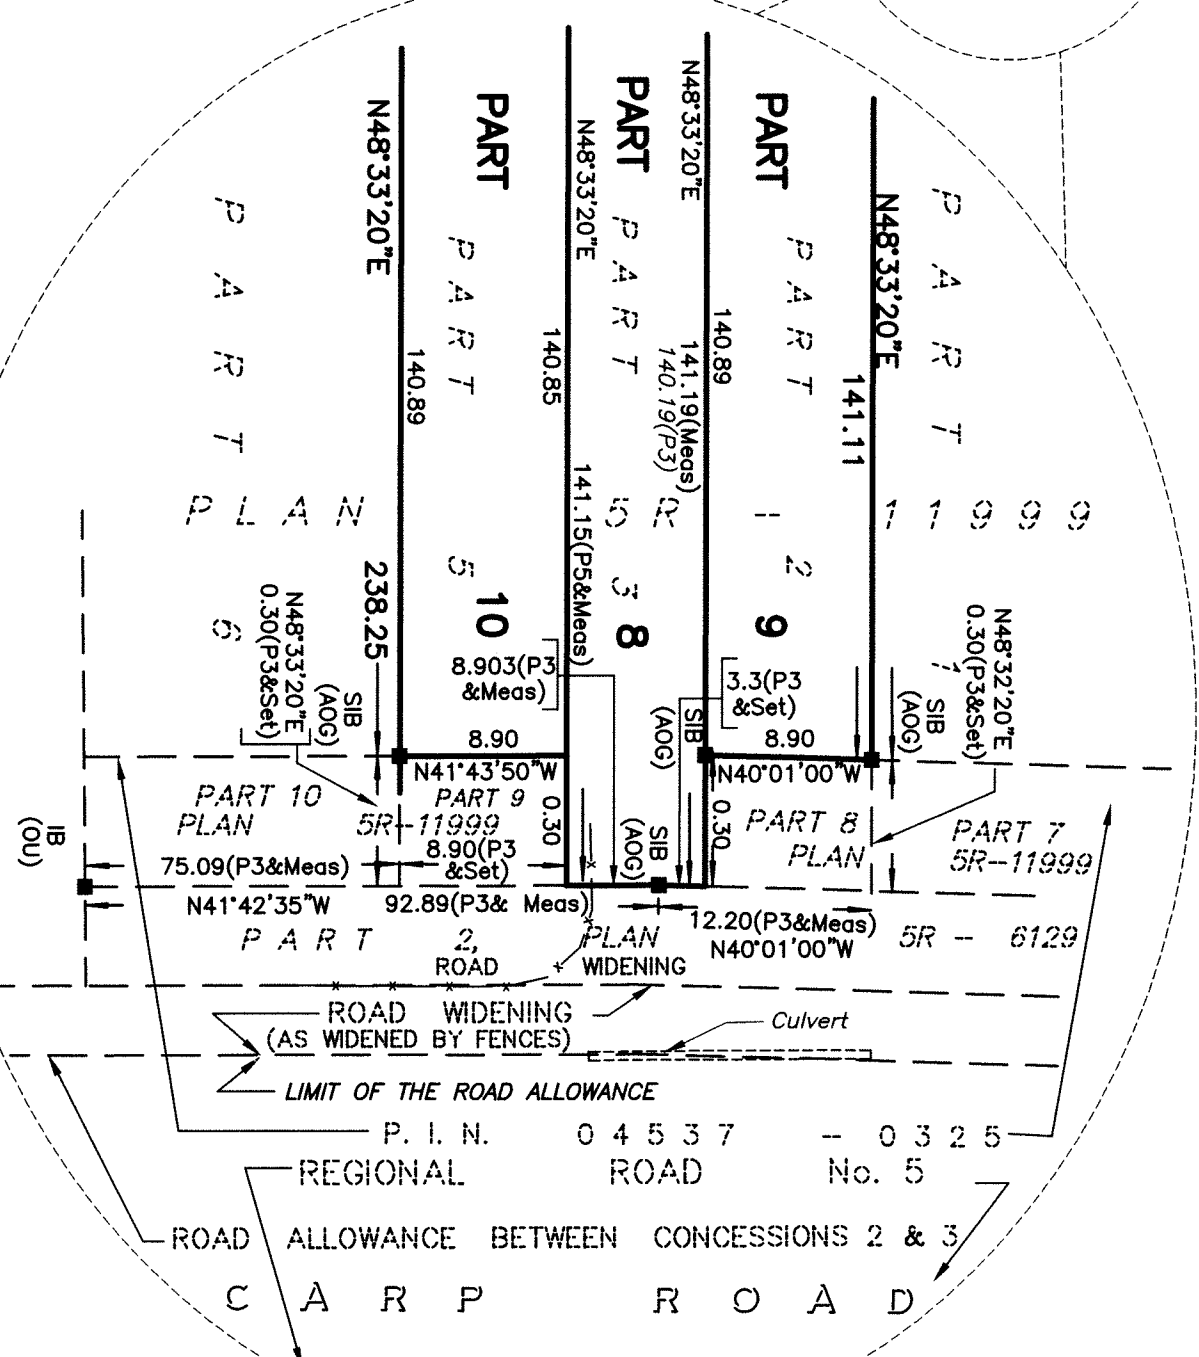 PART
PART
PART
N48°33'20"E
N48°33'20"E
N48°33'20"E
N48°33'20"E
PART
PART
PART
PART
PART
140.89
140.85
140.89
141.19(Meas)
140.19(P3)
141.11
141.15(P5&Meas)
PLAN 5R - 11999
5
3
2
6
7
10
8
9
238.25
N48°33'20"E
0.30(P3&Set)
SIB
(AOG)
8.903(P3
&Meas)
3.3(P3
&Set)
SIB
(AOG)
N48°32'20"E
0.30(P3&Set)
SIB
(AOG)
8.90
N41°43'50"W
8.90
N40°01'00"W
PART 10
PLAN
PART 9
5R-11999
0.30
0.30
PART 8
PLAN
PART 7
5R-11999
IB
(OU)
75.09(P3&Meas)
8.90(P3
&Set)
SIB
(AOG)
N41°42'35"W
92.89(P3& Meas)
12.20(P3&Meas)
N40°01'00"W
PART 2, PLAN 5R - 6129
ROAD WIDENING
ROAD WIDENING
(AS WIDENED BY FENCES)
Culvert
LIMIT OF THE ROAD ALLOWANCE
P. I. N. 04537 - 0325
REGIONAL ROAD No. 5
ROAD ALLOWANCE BETWEEN CONCESSIONS 2 & 3
CARP ROAD